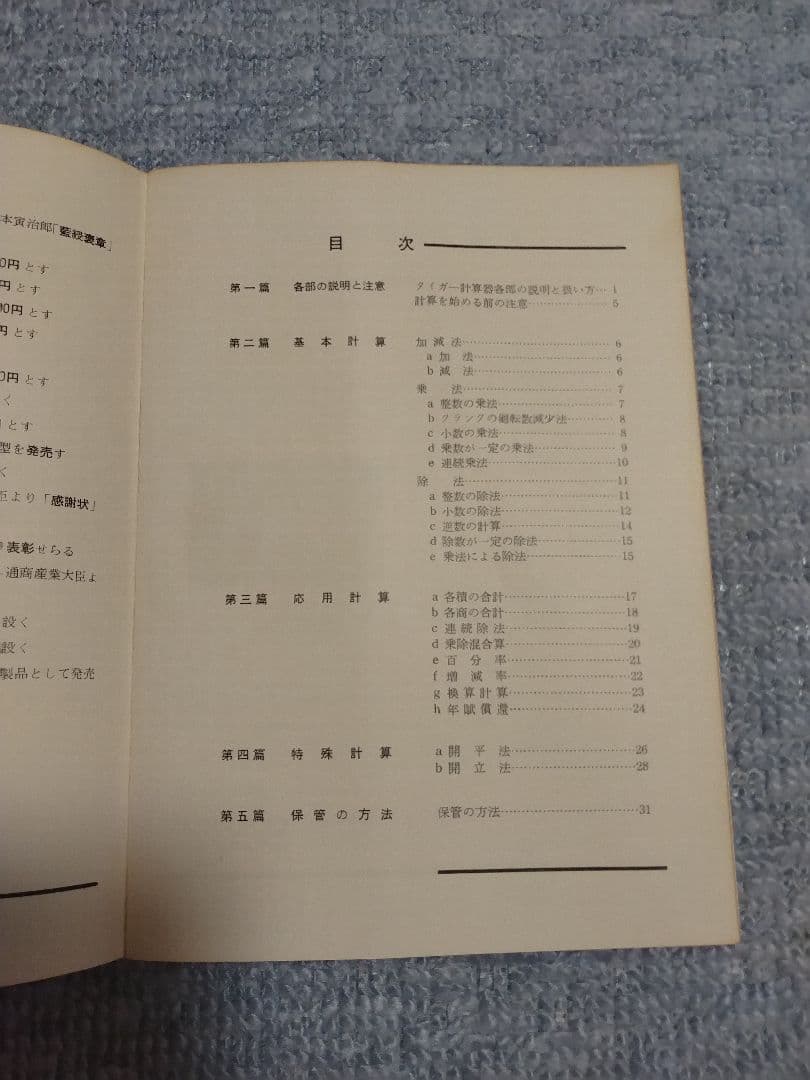 本寅治郎「藍綬褒章」
0円とす
円とす
00円とす
円とす
0円とす
く
とす
型を発売す
く
臣より「感謝状」
表彰せらる
通商産業大臣よ
設く
設く
製品として発売
目 次
第一篇 各部の説明と注意 タイガー計算器各部の説明と扱い方… 1
計算を始める前の注意………………… 5
第二篇 基本計算 加減法………………………………… 6
a 加法………………………………… 6
b 減法………………………………… 6
乗法………………………………… 7
a 整数の乗法………………………… 7
b クランクの廻転数減少法………… 8
c 小数の乗法………………………… 8
d 乗数が一定の乗法………………… 9
e 連続乗法…………………………10
除法…………………………………11
a 整数の除法…………………………11
b 小数の除法…………………………12
c 逆数の計算…………………………14
d 除数が一定の除法…………………15
e 乗法による除法……………………15
第三篇 応用計算 a 各積の合計…………………………17
b 各商の合計…………………………18
c 連続除法…………………………19
d 乗除混合算…………………………20
e 百分率…………………………21
f 増減率…………………………22
g 換算計算…………………………23
h 年賦償還…………………………24
第四篇 特殊計算 a 開平法…………………………26
b 開立法…………………………28
第五篇 保管の方法 保管の方法…………………………31